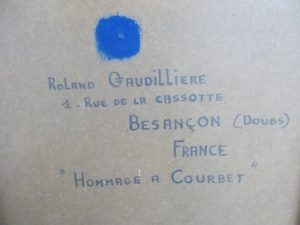 Roland Gaudilliere
1. Rue de la Cassotte
Besançon (Doubs)
France
"Hommage a Courbet"